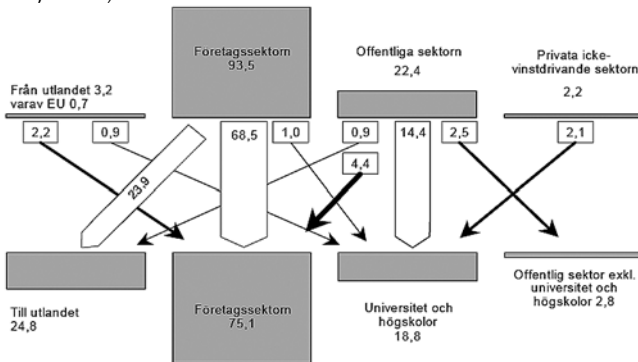 Företagssektorn
93,5
Offentliga sektorn
22,4
Privata icke-
vinstdrivande sektorn
2,2
Från utlandet 3,2
varav EU 0,7
2,2
0,9
68,5
1,0
0,9
14,4
2,5
2,1
4,4
23,9
Till utlandet
24,8
Företagssektorn
75,1
Universitet och
högskolor
18,8
Offentlig sektor exkl.
universitet och
högskolor 2,8